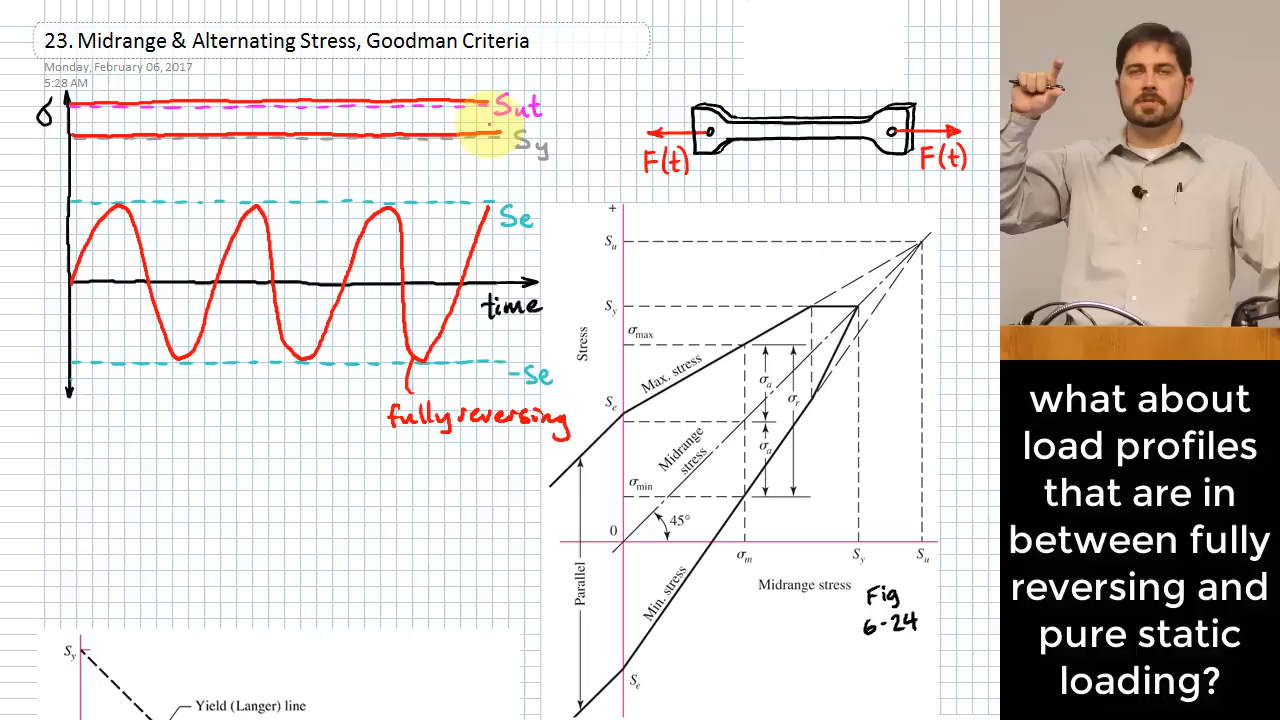 23. Midrange & Alternating Stress, Goodman Criteria
Monday, February 06, 2017
5:28 AM
σ
Sut
Sy
Se
time
-Se
fully reversing
F(t)
F(t)
+
Su
Sy
σmax
Stress
Max. stress
σa
σr
Se
Midrange
stress
σa
σmin
45°
0
σm
Sy
Su
Midrange stress
Parallel
Min. stress
Fig
6-24
Se
Sy
Yield (Langer) line
what about
load profiles
that are in
between fully
reversing and
pure static
loading?